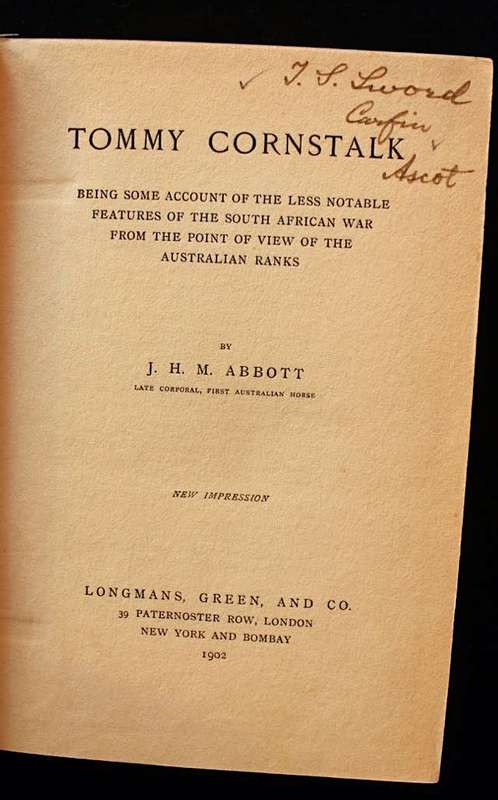 T. S. Sword
Carfin
Ascot
TOMMY CORNSTALK
BEING SOME ACCOUNT OF THE LESS NOTABLE
FEATURES OF THE SOUTH AFRICAN WAR
FROM THE POINT OF VIEW OF THE
AUSTRALIAN RANKS
BY
J. H. M. ABBOTT
LATE CORPORAL, FIRST AUSTRALIAN HORSE
NEW IMPRESSION
LONGMANS, GREEN, AND CO.
39 PATERNOSTER ROW, LONDON
NEW YORK AND BOMBAY
1902